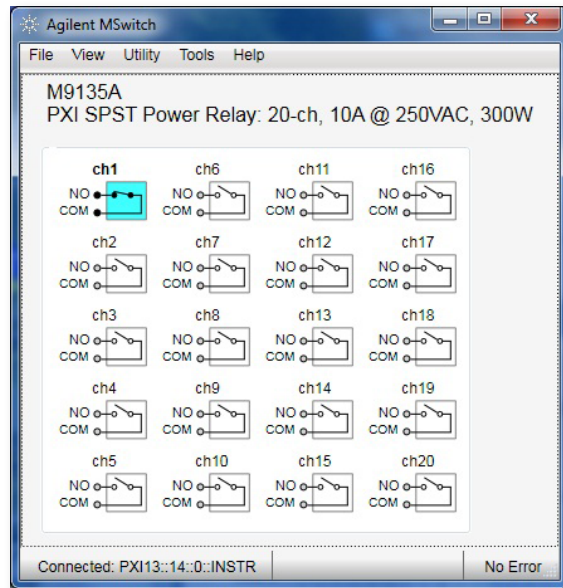 Agilent MSwitch
File View Utility Tools Help
M9135A
PXI SPST Power Relay: 20-ch, 10A @ 250VAC, 300W
ch1 ch6 ch11 ch16
NO NO NO NO
COM COM COM COM
ch2 ch7 ch12 ch17
NO NO NO NO
COM COM COM COM
ch3 ch8 ch13 ch18
NO NO NO NO
COM COM COM COM
ch4 ch9 ch14 ch19
NO NO NO NO
COM COM COM COM
ch5 ch10 ch15 ch20
NO NO NO NO
COM COM COM COM
Connected: PXI13::14::0::INSTR No Error